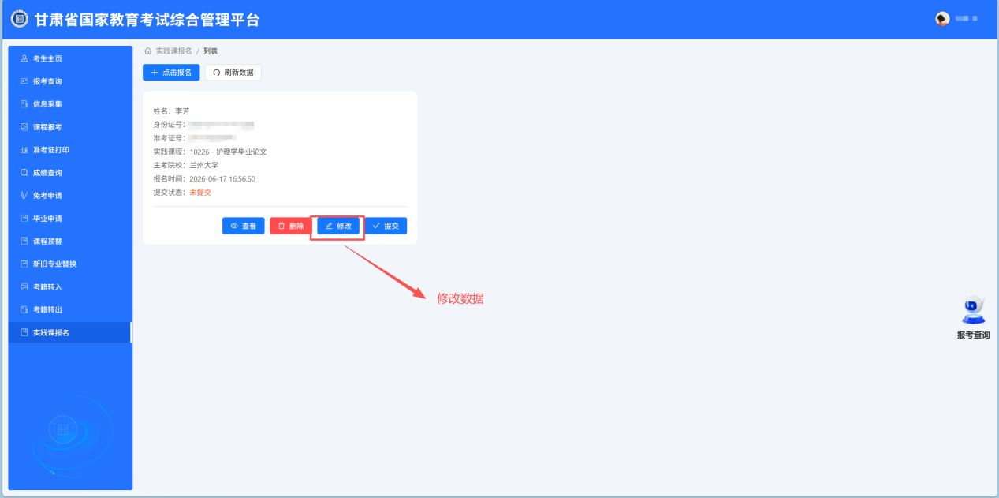 甘肃省国家教育考试综合管理平台
考生主页
报考查询
信息采集
课程报考
准考证打印
成绩查询
免考申请
毕业申请
课程顶替
新旧专业替换
考籍转入
考籍转出
实践课报名
实践课报名 / 列表
点击报名 刷新数据
姓名：李芳
身份证号：
准考证号：
实践课程：10226 - 护理学毕业论文
主考院校：兰州大学
报名时间：2026-06-17 16:56:50
提交状态：未提交
查看 删除 修改 提交
修改数据
报考查询